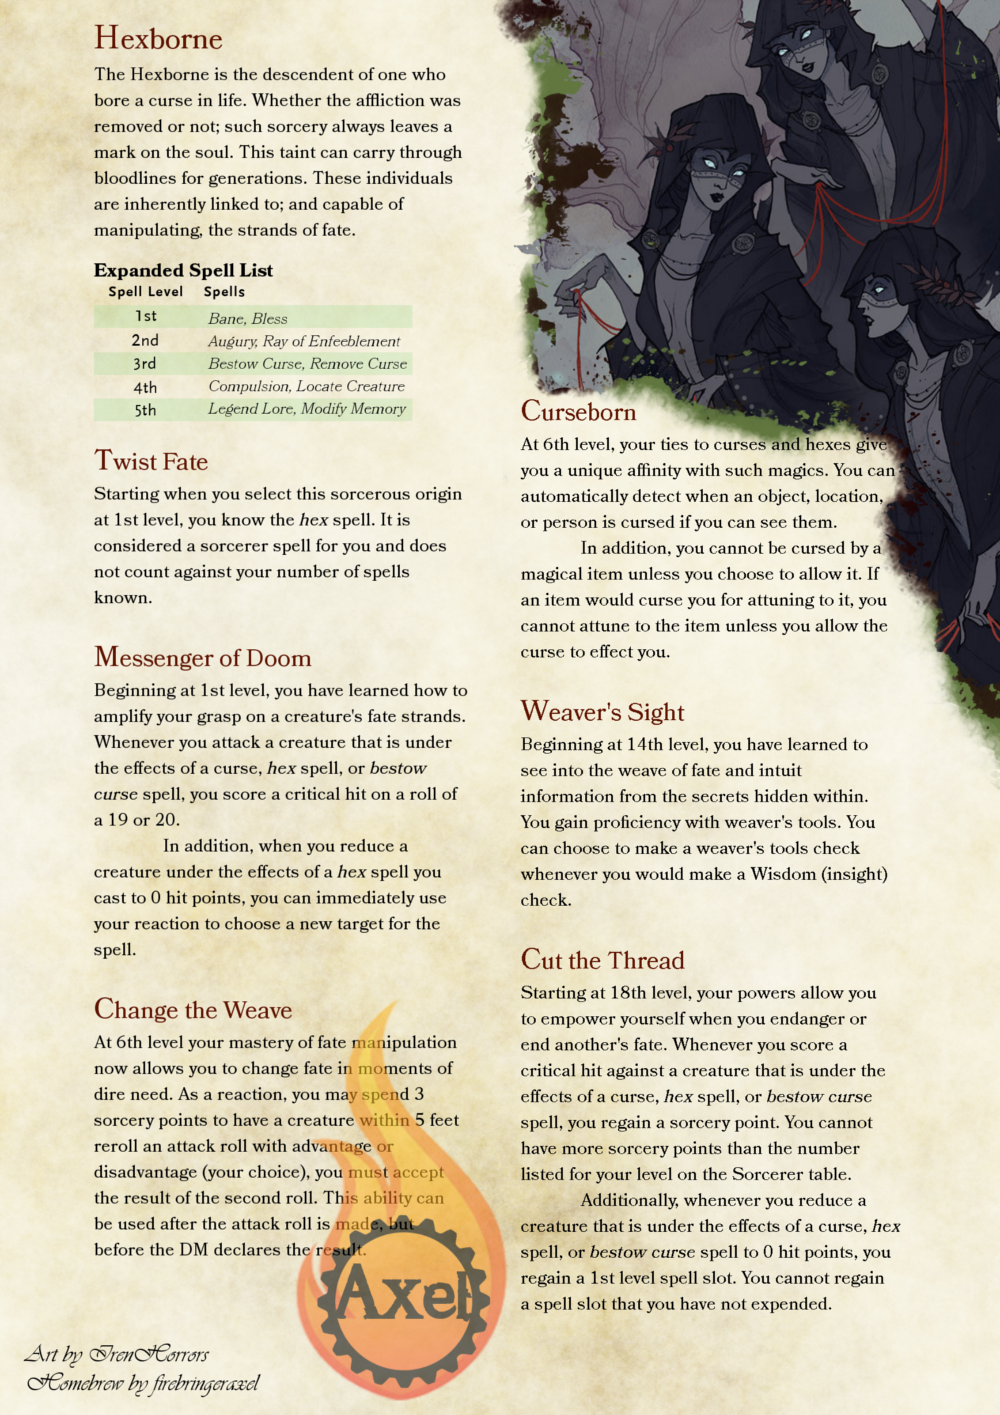 Hexborne
The Hexborne is the descendent of one who
bore a curse in life. Whether the affliction was
removed or not; such sorcery always leaves a
mark on the soul. This taint can carry through
bloodlines for generations. These individuals
are inherently linked to; and capable of
manipulating, the strands of fate.
Expanded Spell List
Spell Level Spells
1st Bane, Bless
2nd Augury, Ray of Enfeeblement
3rd Bestow Curse, Remove Curse
4th Compulsion, Locate Creature
5th Legend Lore, Modify Memory
Twist Fate
Starting when you select this sorcerous origin
at 1st level, you know the hex spell. It is
considered a sorcerer spell for you and does
not count against your number of spells
known.
Messenger of Doom
Beginning at 1st level, you have learned how to
amplify your grasp on a creature's fate strands.
Whenever you attack a creature that is under
the effects of a curse, hex spell, or bestow
curse spell, you score a critical hit on a roll of
a 19 or 20.
In addition, when you reduce a
creature under the effects of a hex spell you
cast to 0 hit points, you can immediately use
your reaction to choose a new target for the
spell.
Change the Weave
At 6th level your mastery of fate manipulation
now allows you to change fate in moments of
dire need. As a reaction, you may spend 3
sorcery points to have a creature within 5 feet
reroll an attack roll with advantage or
disadvantage (your choice), you must accept
the result of the second roll. This ability can
be used after the attack roll is made, but
before the DM declares the result.
Curseborn
At 6th level, your ties to curses and hexes give
you a unique affinity with such magics. You can
automatically detect when an object, location,
or person is cursed if you can see them.
In addition, you cannot be cursed by a
magical item unless you choose to allow it. If
an item would curse you for attuning to it, you
cannot attune to the item unless you allow the
curse to effect you.
Weaver's Sight
Beginning at 14th level, you have learned to
see into the weave of fate and intuit
information from the secrets hidden within.
You gain proficiency with weaver's tools. You
can choose to make a weaver's tools check
whenever you would make a Wisdom (insight)
check.
Cut the Thread
Starting at 18th level, your powers allow you
to empower yourself when you endanger or
end another's fate. Whenever you score a
critical hit against a creature that is under the
effects of a curse, hex spell, or bestow curse
spell, you regain a sorcery point. You cannot
have more sorcery points than the number
listed for your level on the Sorcerer table.
Additionally, whenever you reduce a
creature that is under the effects of a curse, hex
spell, or bestow curse spell to 0 hit points, you
regain a 1st level spell slot. You cannot regain
a spell slot that you have not expended.
Axel
Art by IrenHorrors
Homebrew by firebringeraxel